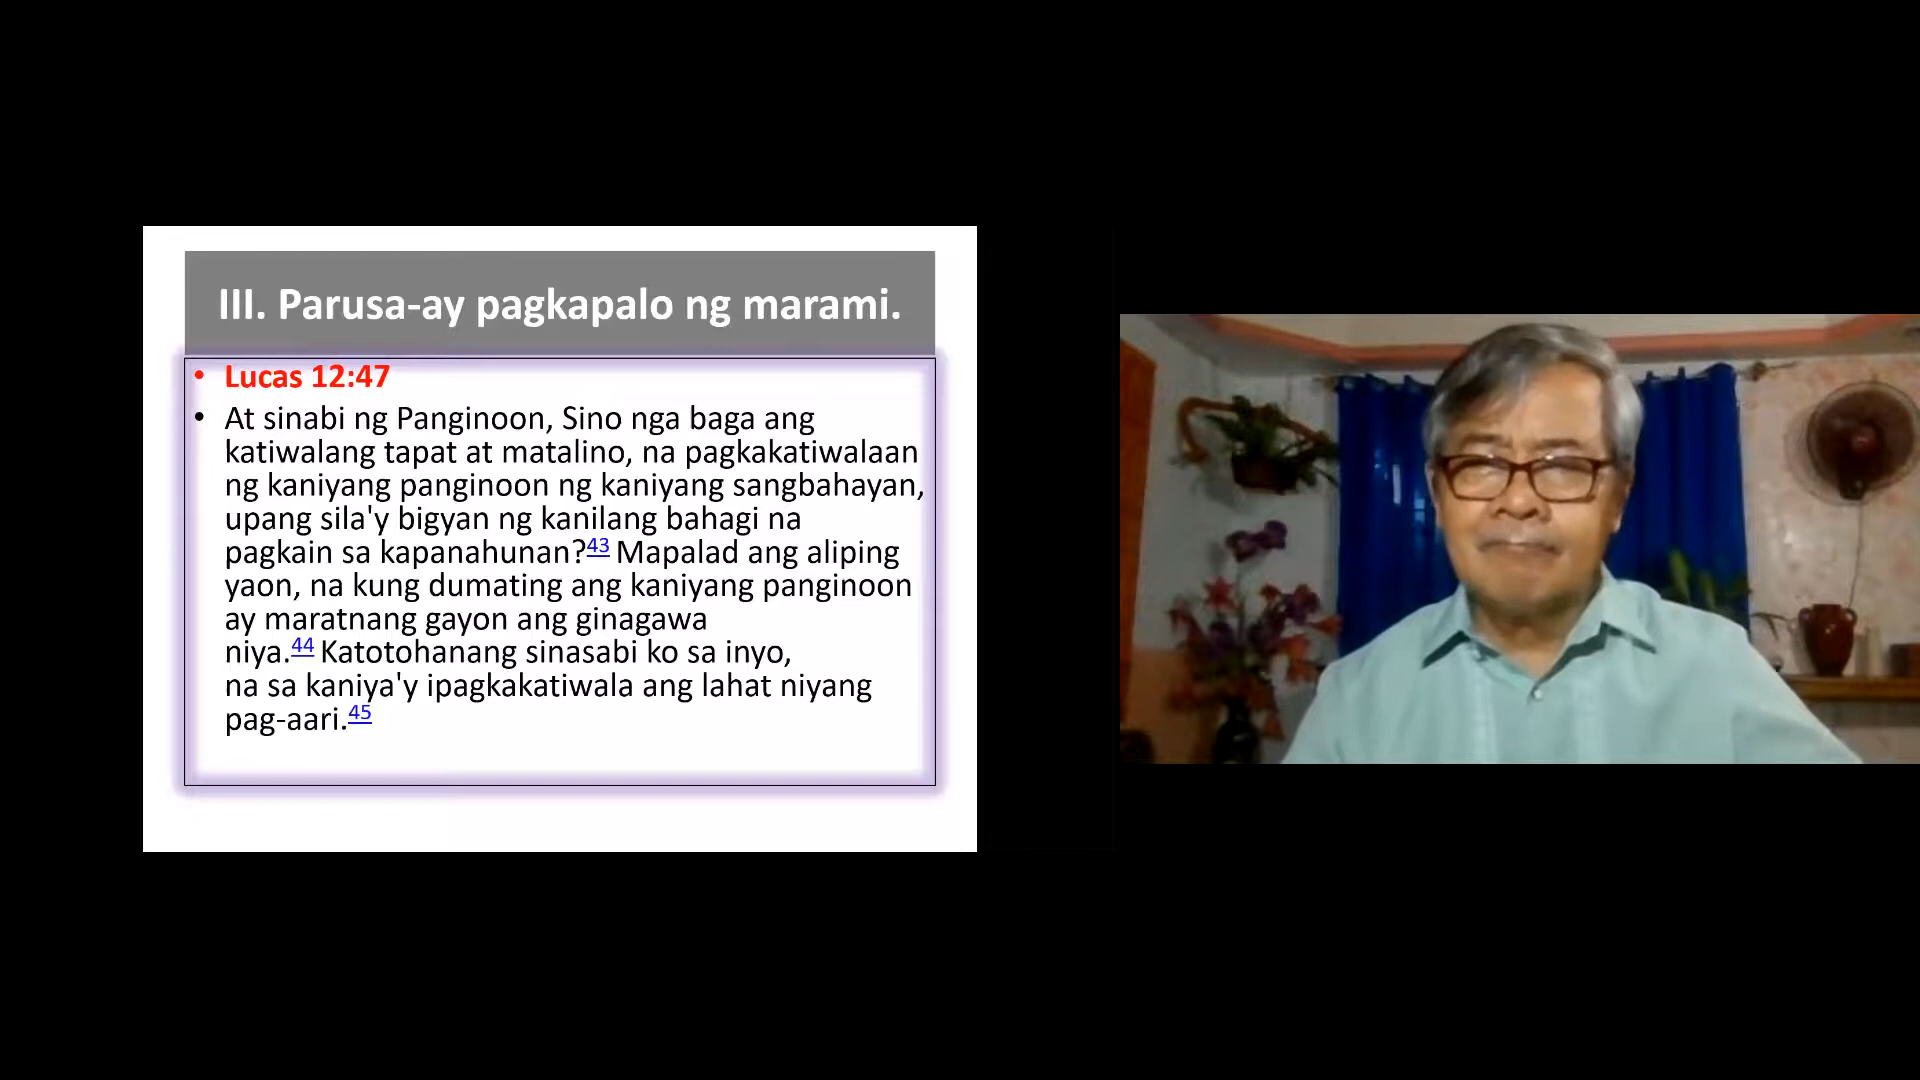 III. Parusa-ay pagkapalo ng marami.
• Lucas 12:47
• At sinabi ng Panginoon, Sino nga baga ang
katiwalang tapat at matalino, na pagkakatiwalaan
ng kaniyang panginoon ng kaniyang sangbahayan,
upang sila'y bigyan ng kanilang bahagi na
pagkain sa kapanahunan?43 Mapalad ang aliping
yaon, na kung dumating ang kaniyang panginoon
ay maratnang gayon ang ginagawa
niya.44 Katotohanang sinasabi ko sa inyo,
na sa kaniya'y ipagkakatiwala ang lahat niyang
pag-aari.45